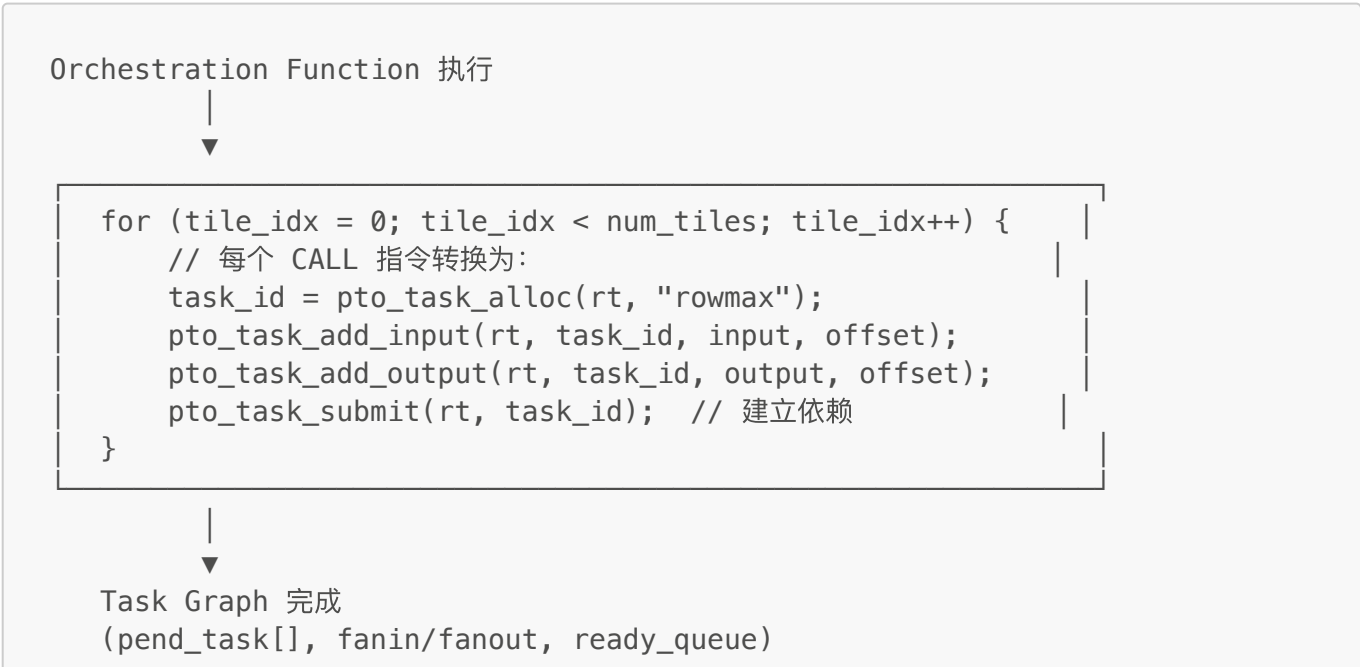 Orchestration Function 执行
for (tile_idx = 0; tile_idx < num_tiles; tile_idx++) {
// 每个 CALL 指令转换为:
task_id = pto_task_alloc(rt, "rowmax");
pto_task_add_input(rt, task_id, input, offset);
pto_task_add_output(rt, task_id, output, offset);
pto_task_submit(rt, task_id);  // 建立依赖
}
Task Graph 完成
(pend_task[], fanin/fanout, ready_queue)